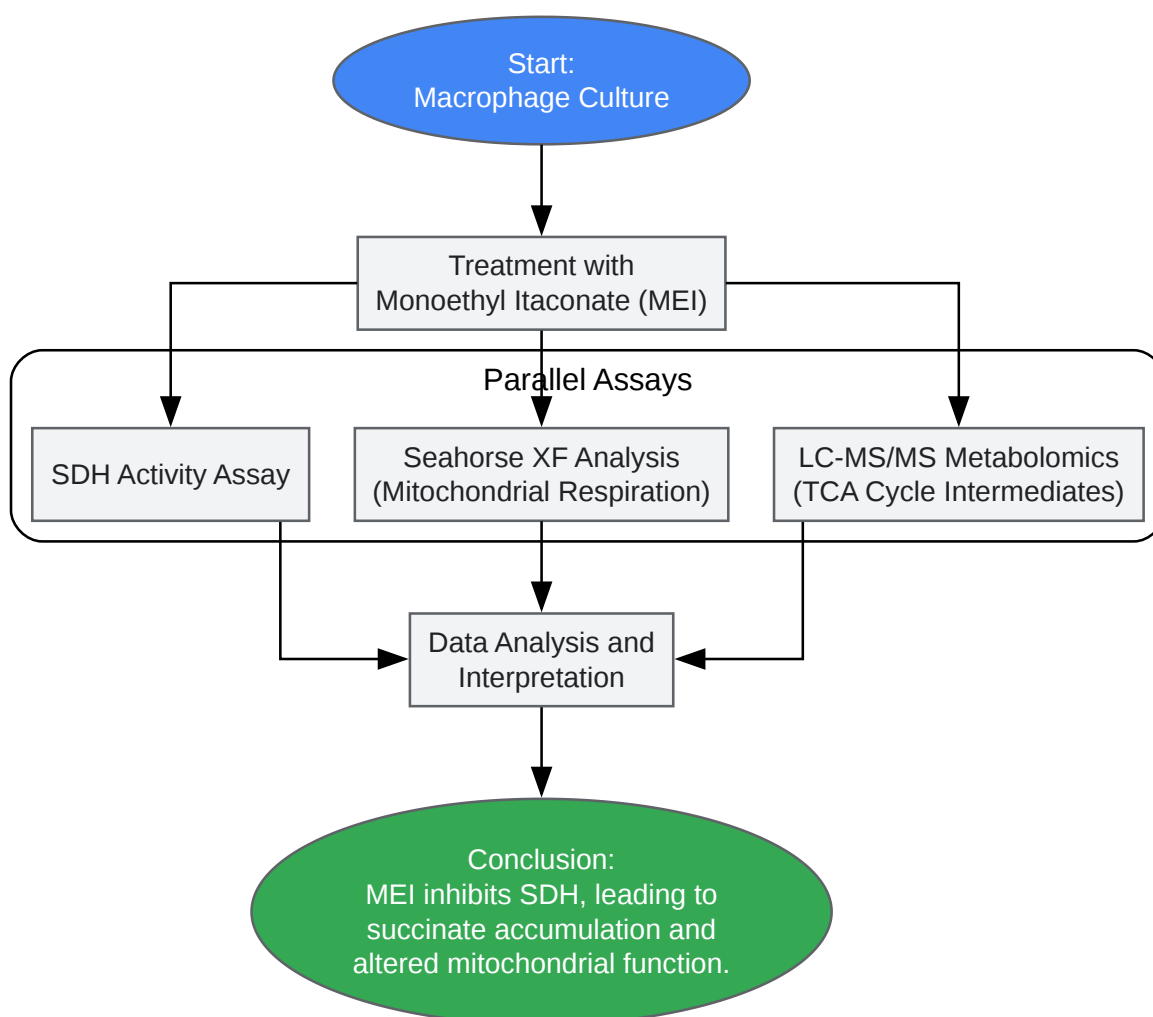 Start:
Macrophage Culture
Treatment with
Monoethyl Itaconate (MEI)
Parallel Assays
SDH Activity Assay
Seahorse XF Analysis
(Mitochondrial Respiration)
LC-MS/MS Metabolomics
(TCA Cycle Intermediates)
Data Analysis and
Interpretation
Conclusion:
MEI inhibits SDH, leading to
succinate accumulation and
altered mitochondrial function.